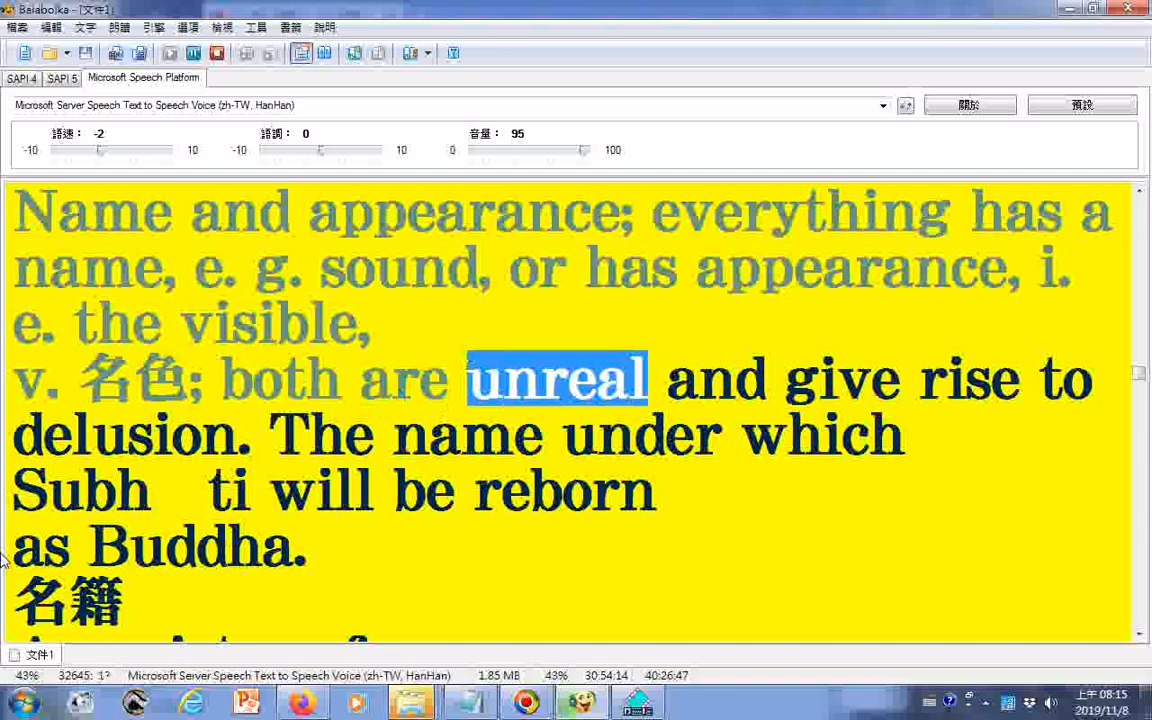 Balabolka - [文件1]
檔案 編輯 文字 朗讀 引擎 選項 檢視 工具 書籤 說明
SAPI 4 SAPI 5 Microsoft Speech Platform
Microsoft Server Speech Text to Speech Voice (zh-TW, HanHan) 關於 預設
語速： -2 語調： 0 音量： 95
-10 10 -10 10 0 100
Name and appearance; everything has a
name, e. g. sound, or has appearance, i.
e. the visible,
v. 名色; both are unreal and give rise to
delusion. The name under which
Subh ti will be reborn
as Buddha.
名籍
文件1
43% 32645: 1? Microsoft Server Speech Text to Speech Voice (zh-TW, HanHan) 1.85 MB 43% 30:54:14 40:26:47
上午 08:15
2019/11/8